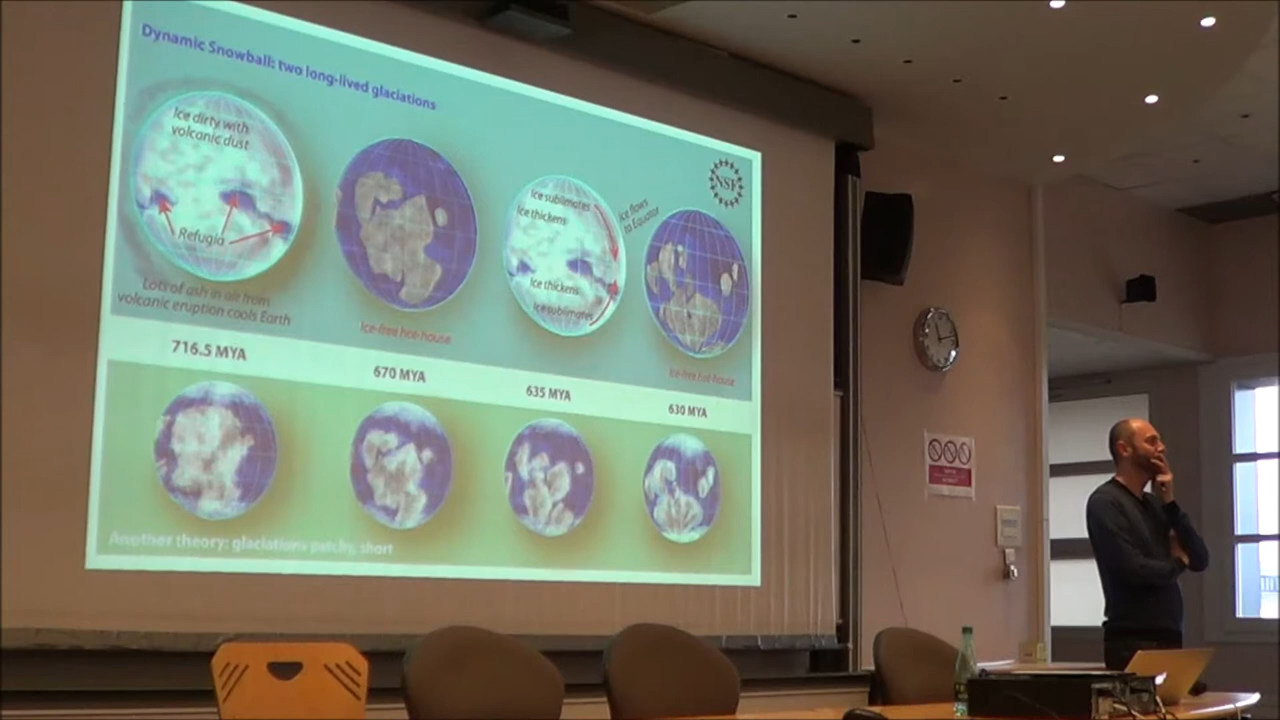 Dynamic Snowball: two long-lived glaciations
Ice dirty with
volcanic dust
Refugia
Lots of ash in air from
volcanic eruption cools Earth
Ice-free hot-house
Ice sublimates
Ice thickens
Ice flows
to Equator
Ice thickens
Ice sublimates
NSF
Ice-free hot-house
716.5 MYA
670 MYA
635 MYA
630 MYA
Another theory: glaciations patchy, short